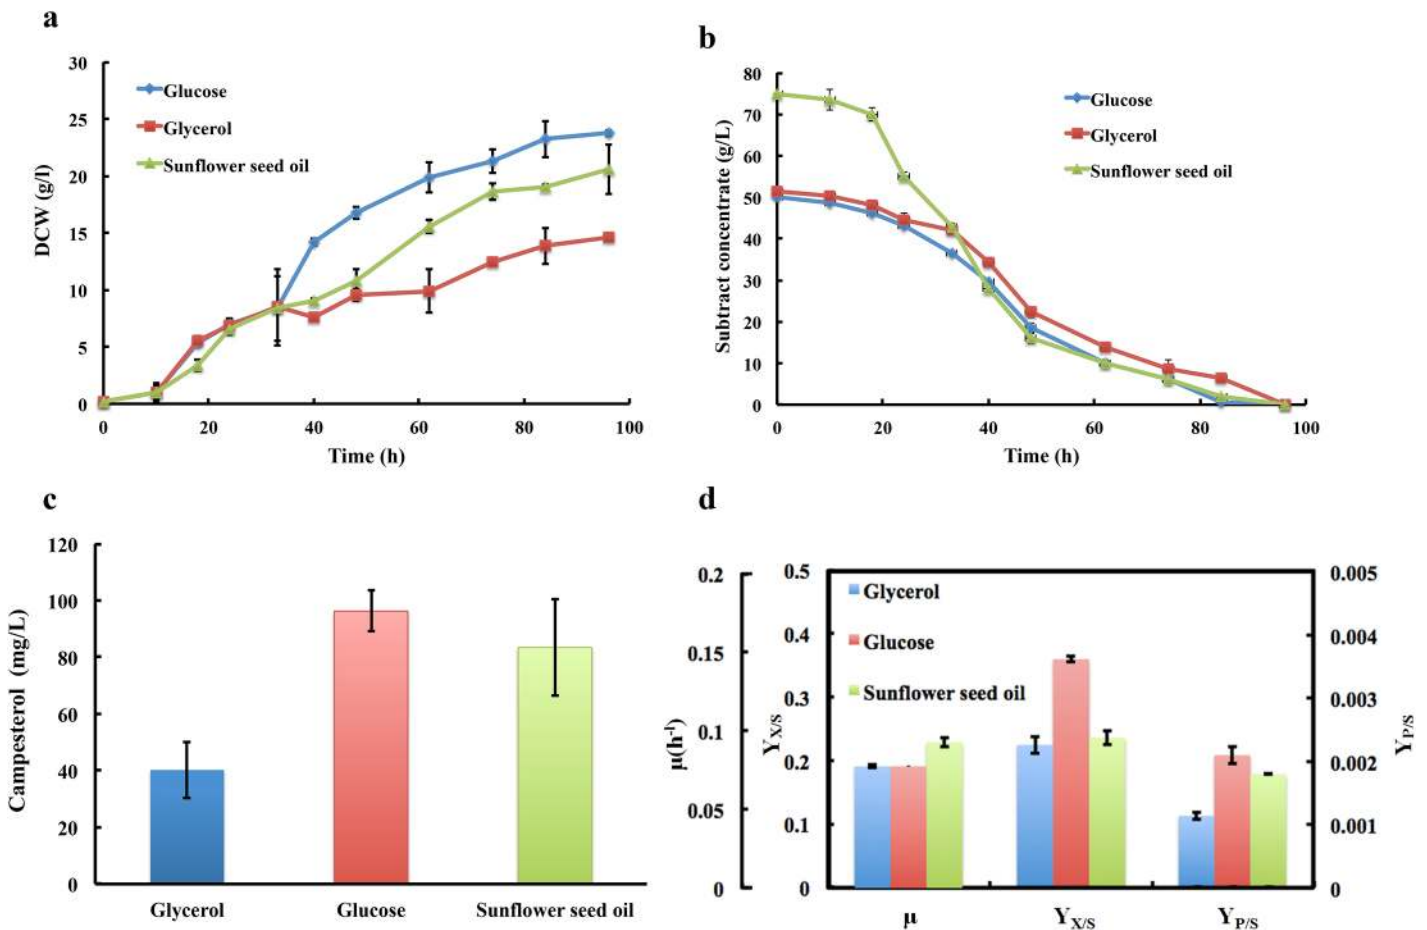 a
30
25
20
15
10
5
0
DCW (g/l)
Glucose
Glycerol
Sunflower seed oil
0 20 40 60 80 100
Time (h)
b
80
70
60
50
40
30
20
10
0
Subtract concentrate (g/L)
Glucose
Glycerol
Sunflower seed oil
0 20 40 60 80 100
Time (h)
c
120
100
80
60
40
20
0
Campesterol (mg/L)
Glycerol Glucose Sunflower seed oil
d
0.2
0.15
0.1
0.05
0
μ(h⁻¹)
0.5
0.4
0.3
0.2
0.1
0
Y_X/S
Glycerol
Glucose
Sunflower seed oil
0.005
0.004
0.003
0.002
0.001
0
Y_P/S
μ Y_X/S Y_P/S